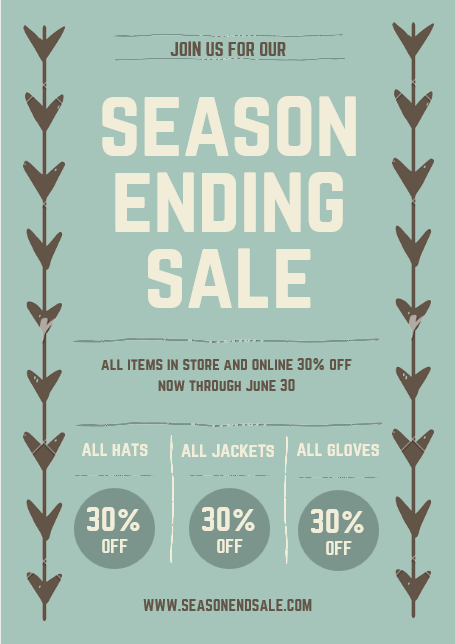 JOIN US FOR OUR
SEASON
ENDING
SALE
ALL ITEMS IN STORE AND ONLINE 30% OFF
NOW THROUGH JUNE 30
ALL HATS ALL JACKETS ALL GLOVES
30% 30% 30%
OFF OFF OFF
WWW.SEASONENDSALE.COM